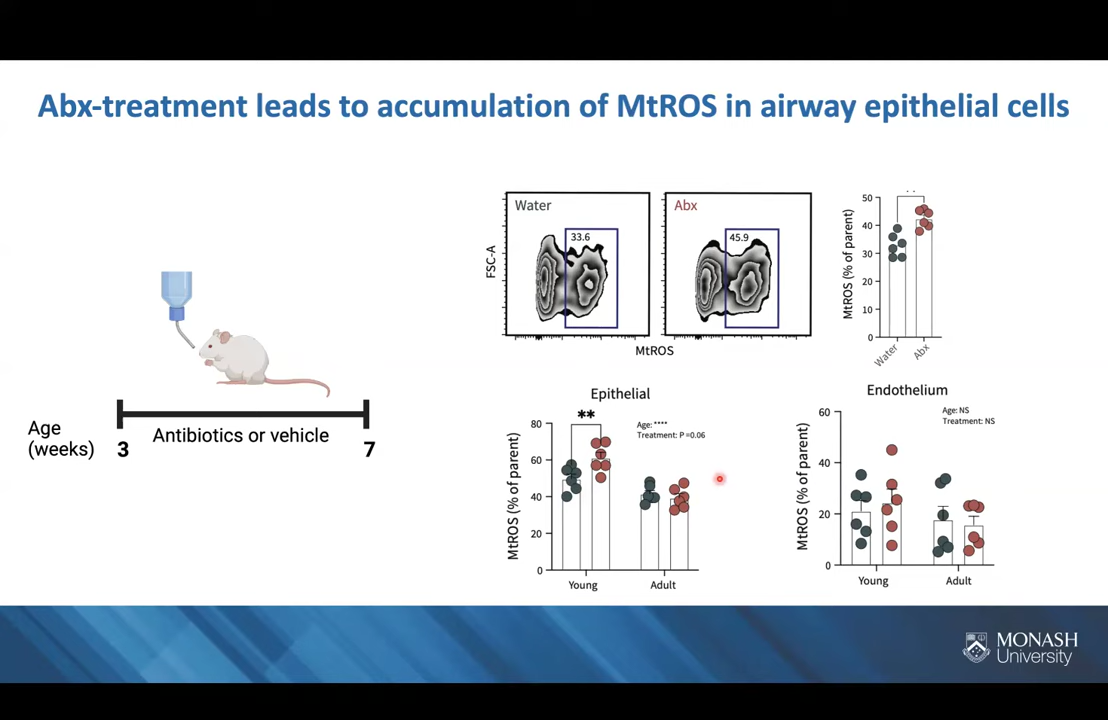 Abx-treatment leads to accumulation of MtROS in airway epithelial cells
Age
(weeks)
3
Antibiotics or vehicle
7
Water
33.6
FSC-A
Abx
45.9
MtROS
MtROS (% of parent)
50
40
30
20
10
0
Water
Abx
Epithelial
**
Age: ****
Treatment: P =0.06
MtROS (% of parent)
80
60
40
20
0
Young
Adult
Endothelium
Age: NS
Treatment: NS
MtROS (% of parent)
60
40
20
0
Young
Adult
MONASH
University